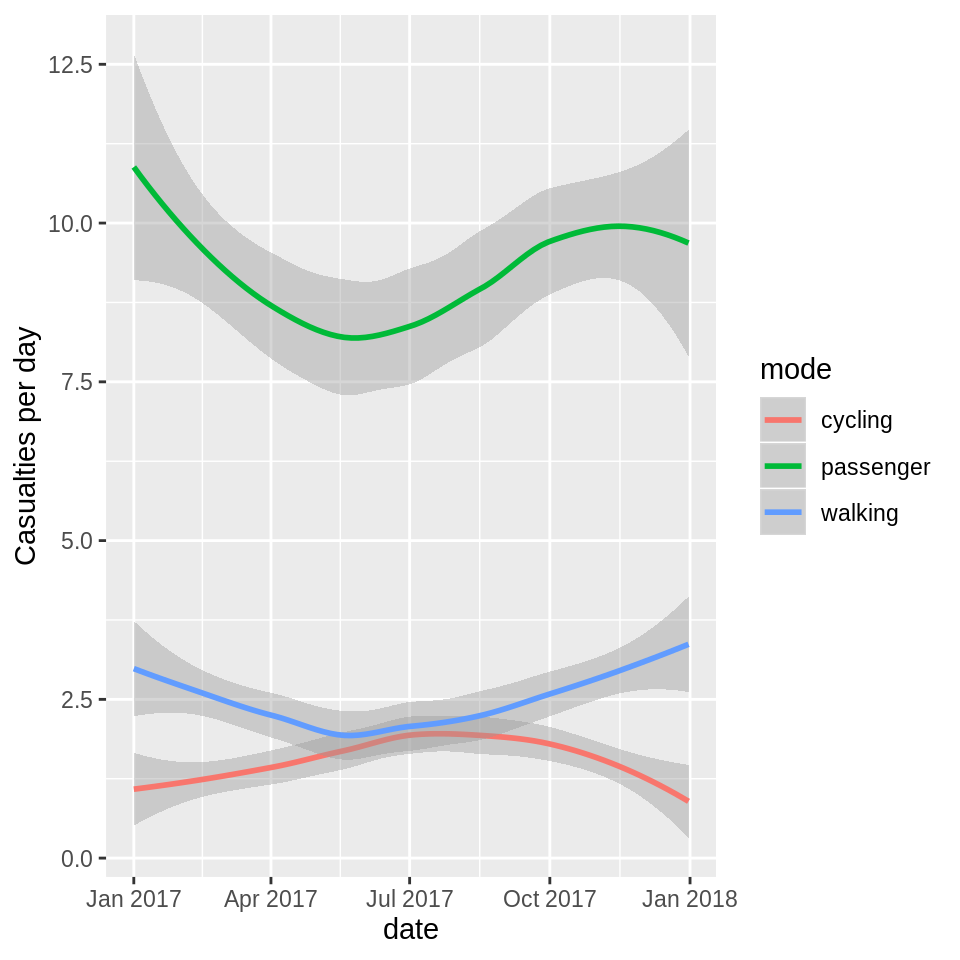 12.5
10.0
7.5
5.0
2.5
0.0
Casualties per day
Jan 2017 Apr 2017 Jul 2017 Oct 2017 Jan 2018
date
mode
cycling
passenger
walking